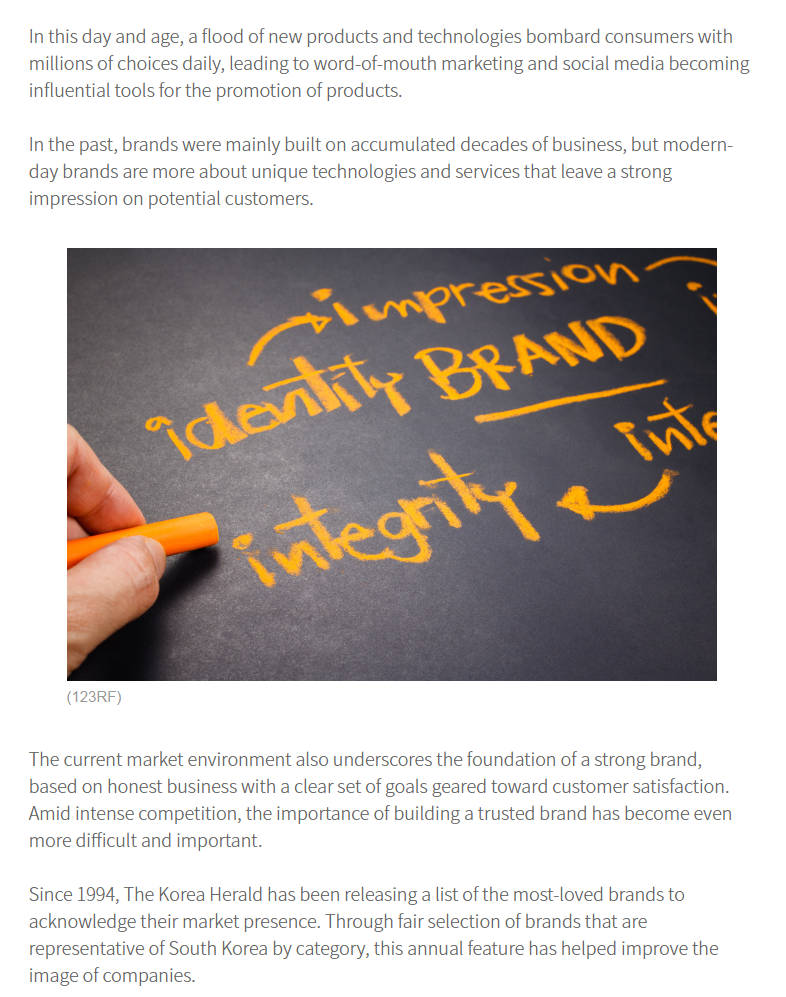 In this day and age, a flood of new products and technologies bombard consumers with
millions of choices daily, leading to word-of-mouth marketing and social media becoming
influential tools for the promotion of products.
In the past, brands were mainly built on accumulated decades of business, but modern-
day brands are more about unique technologies and services that leave a strong
impression on potential customers.
impression
identity BRAND
inte
integrity
(123RF)
The current market environment also underscores the foundation of a strong brand,
based on honest business with a clear set of goals geared toward customer satisfaction.
Amid intense competition, the importance of building a trusted brand has become even
more difficult and important.
Since 1994, The Korea Herald has been releasing a list of the most-loved brands to
acknowledge their market presence. Through fair selection of brands that are
representative of South Korea by category, this annual feature has helped improve the
image of companies.